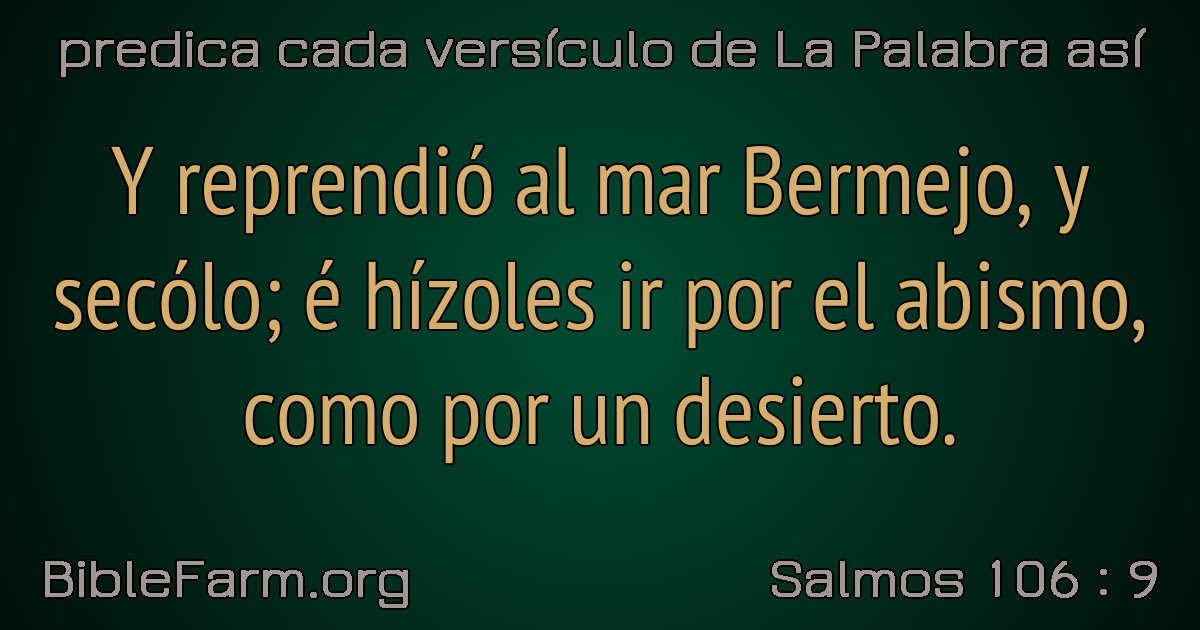 predica cada versículo de La Palabra así
Y reprendió al mar Bermejo, y
secólo; é hízoles ir por el abismo,
como por un desierto.
BibleFarm.org
Salmos 106 : 9